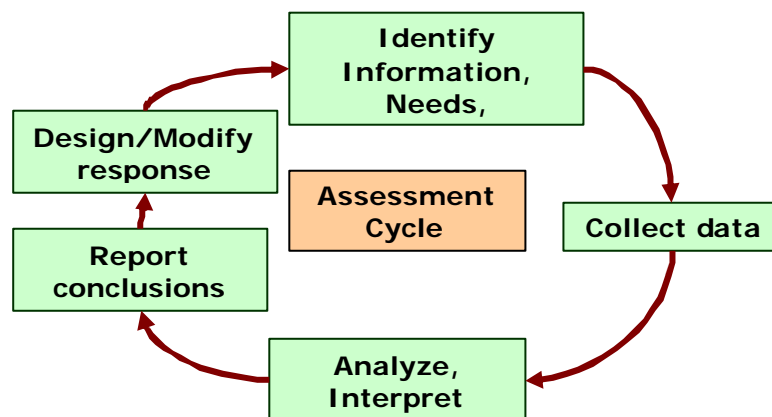 Identify
Information,
Needs,
Design/Modify
response
Assessment
Cycle
Collect data
Report
conclusions
Analyze,
Interpret